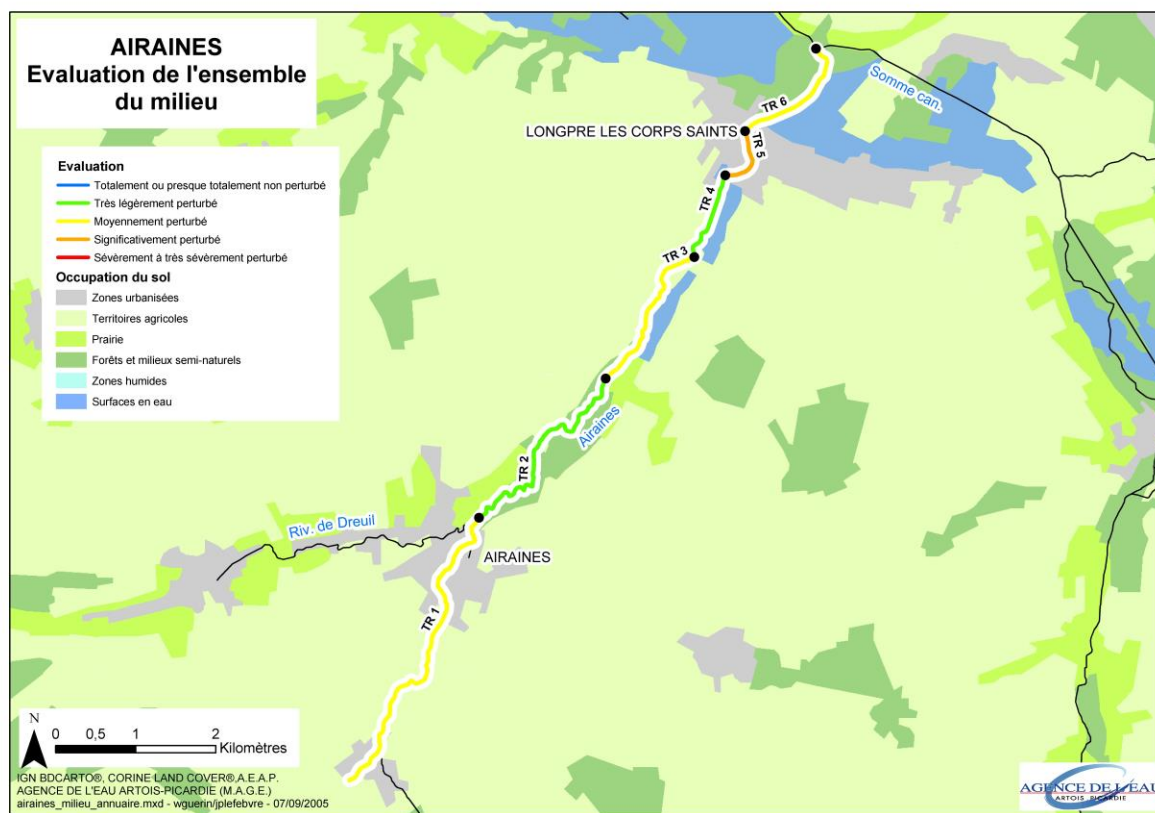 AIRAINES
Evaluation de l'ensemble
du milieu
Evaluation
Totalement ou presque totalement non perturbé
Très légèrement perturbé
Moyennement perturbé
Significativement perturbé
Sévèrement à très sévèrement perturbé
Occupation du sol
Zones urbanisées
Territoires agricoles
Prairie
Forêts et milieux semi-naturels
Zones humides
Surfaces en eau
Somme can.
TR 6
LONGPRE LES CORPS SAINTS
TR 5
TR 4
TR 3
Airaines
TR 2
Riv. de Dreuil
AIRAINES
TR 1
N
0 0,5 1 2
Kilomètres
IGN BDCARTO®, CORINE LAND COVER®,A.E.A.P.
AGENCE DE L'EAU ARTOIS-PICARDIE (M.A.G.E.)
airaines_milieu_annuaire.mxd - wguerin/jplefebvre - 07/09/2005
AGENCE DE L'EAU
ARTOIS PICARDIE